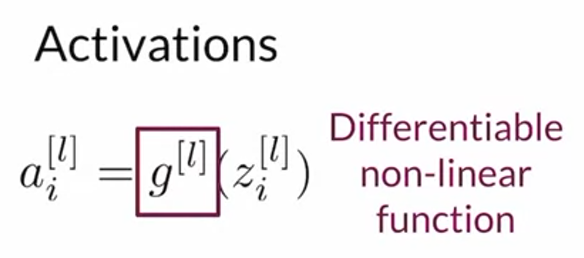 Activations
a_i^{[l]} = g^{[l]}(z_i^{[l]})
Differentiable
non-linear
function